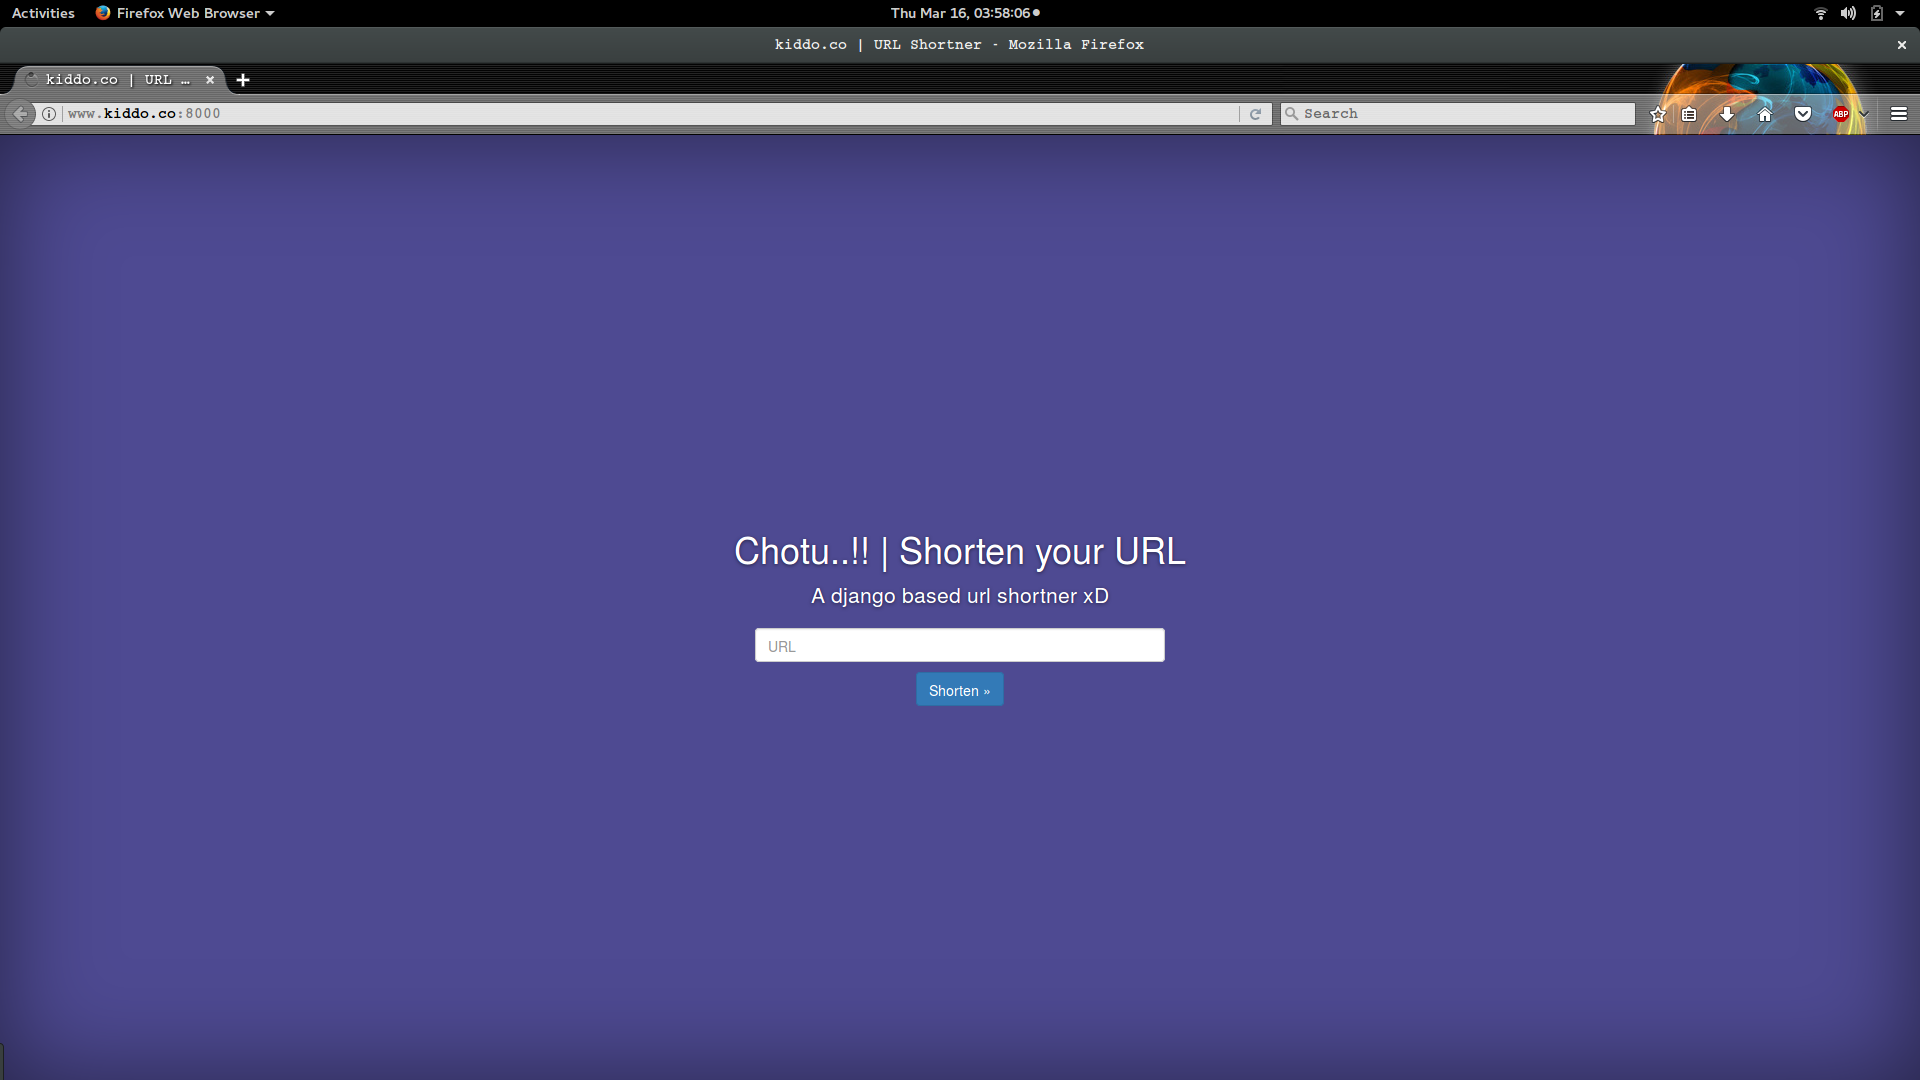 Activities Firefox Web Browser Thu Mar 16, 03:58:06
kiddo.co | URL Shortner - Mozilla Firefox
kiddo.co | URL …
www.kiddo.co:8000 Search ABP
Chotu..!! | Shorten your URL
A django based url shortner xD
URL
Shorten »